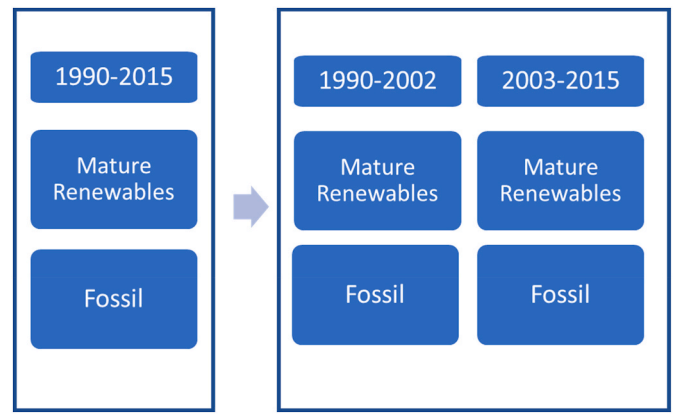 1990-2015
Mature
Renewables
Fossil
1990-2002
2003-2015
Mature
Renewables
Mature
Renewables
Fossil
Fossil